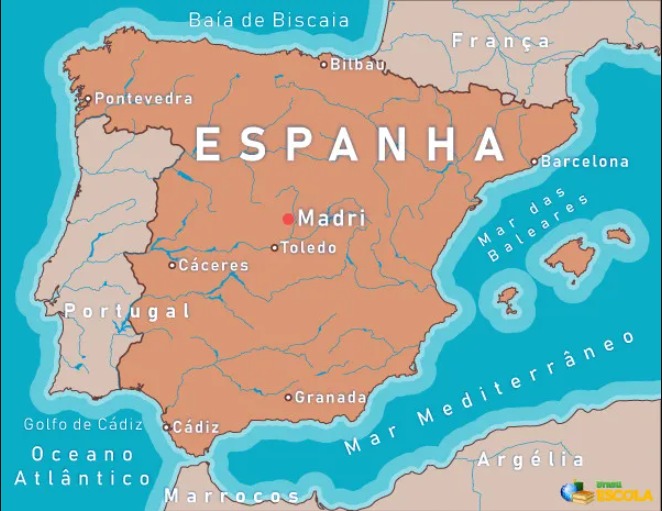 Baía de Biscaia
França
Bilbau
Pontevedra
ESPANHA
Barcelona
Mar das
Baleares
Madri
Toledo
Cáceres
Portugal
Mar Mediterrâneo
Granada
Golfo de Cádiz
Cádiz
Oceano
Atlântico
Argélia
Marrocos
BRASIL
ESCOLA